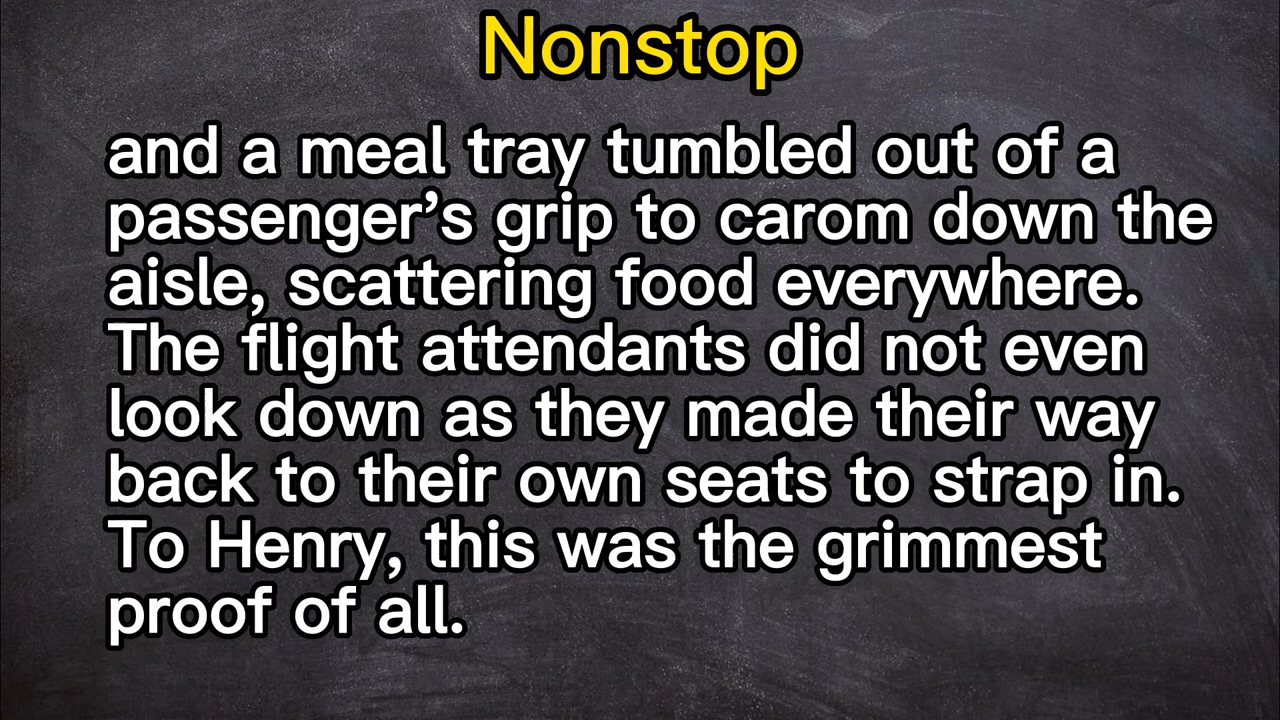 Nonstop
and a meal tray tumbled out of a
passenger’s grip to carom down the
aisle, scattering food everywhere.
The flight attendants did not even
look down as they made their way
back to their own seats to strap in.
To Henry, this was the grimmest
proof of all.